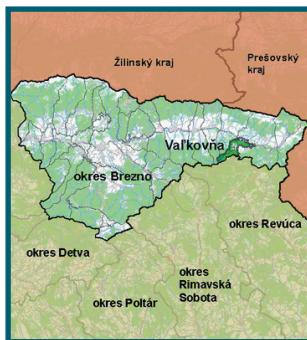 Žilinský kraj
Prešovský
kraj
Vaľkovňa
okres Brezno
okres Revúca
okres Detva
okres
Rimavská
Sobota
okres Poltár